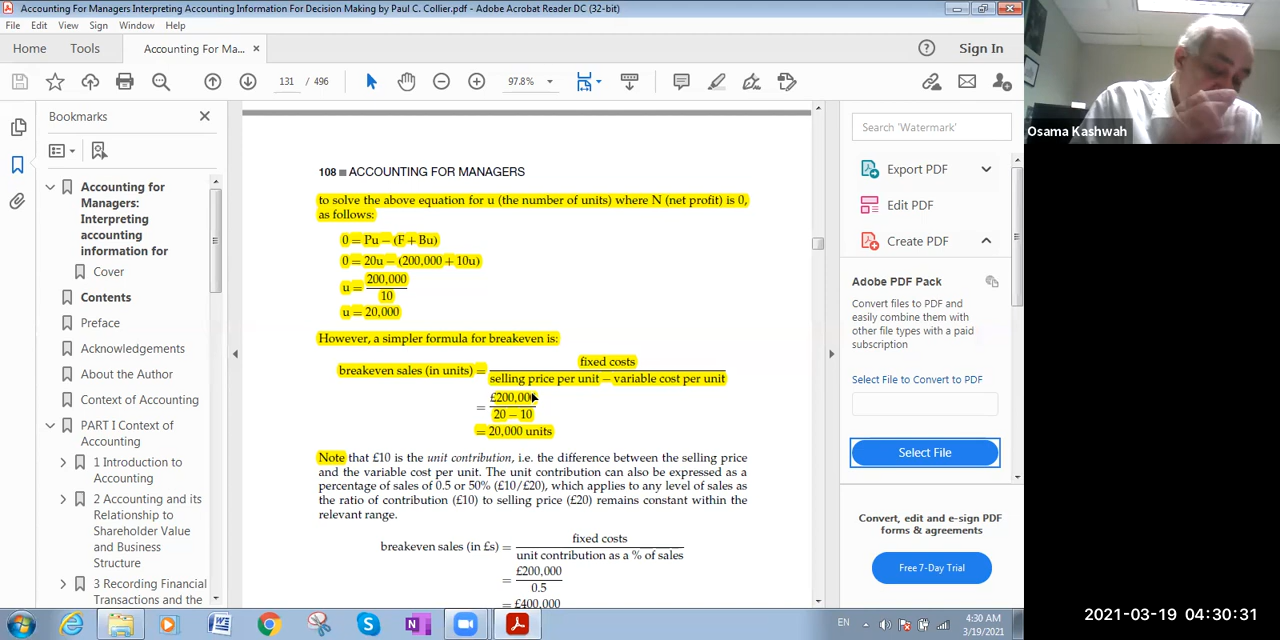 Accounting For Managers Interpreting Accounting Information For Decision Making by Paul C. Collier.pdf - Adobe Acrobat Reader DC (32-bit)
File Edit View Sign Window Help
Home Tools Accounting For Ma... × Sign In
131 / 496 97.8%
Bookmarks
Accounting for
Managers:
Interpreting
accounting
information for
Cover
Contents
Preface
Acknowledgements
About the Author
Context of Accounting
PART I Context of
Accounting
1 Introduction to
Accounting
2 Accounting and its
Relationship to
Shareholder Value
and Business
Structure
3 Recording Financial
Transactions and the
108 ■ ACCOUNTING FOR MANAGERS
to solve the above equation for u (the number of units) where N (net profit) is 0,
as follows:
0 = Pu − (F + Bu)
0 = 20u − (200,000 + 10u)
u = 200,000
10
u = 20,000
However, a simpler formula for breakeven is:
breakeven sales (in units) = fixed costs
selling price per unit − variable cost per unit
= £200,000
20 − 10
= 20,000 units
Note that £10 is the unit contribution, i.e. the difference between the selling price
and the variable cost per unit. The unit contribution can also be expressed as a
percentage of sales of 0.5 or 50% (£10/£20), which applies to any level of sales as
the ratio of contribution (£10) to selling price (£20) remains constant within the
relevant range.
breakeven sales (in £s) = fixed costs
unit contribution as a % of sales
= £200,000
0.5
= £400,000
Search 'Watermark'
Export PDF
Edit PDF
Create PDF
Adobe PDF Pack
Convert files to PDF and
easily combine them with
other file types with a paid
subscription
Select File to Convert to PDF
Select File
Convert, edit and e-sign PDF
forms & agreements
Free 7-Day Trial
Osama Kashwah
EN
4:30 AM
3/19/2021
2021-03-19 04:30:31